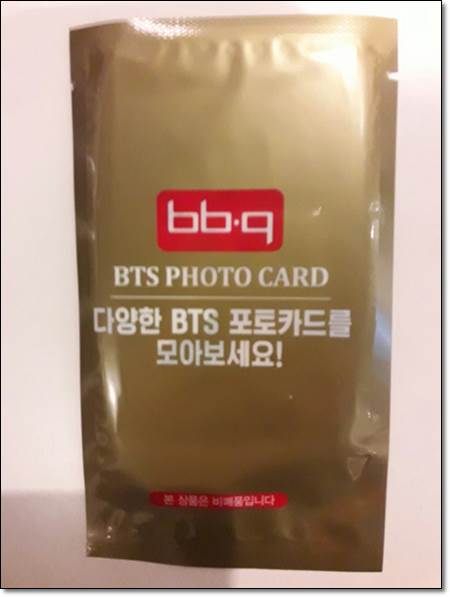 bb.q
BTS PHOTO CARD
다양한 BTS 포토카드를
모아보세요!
본 상품은 비매품입니다